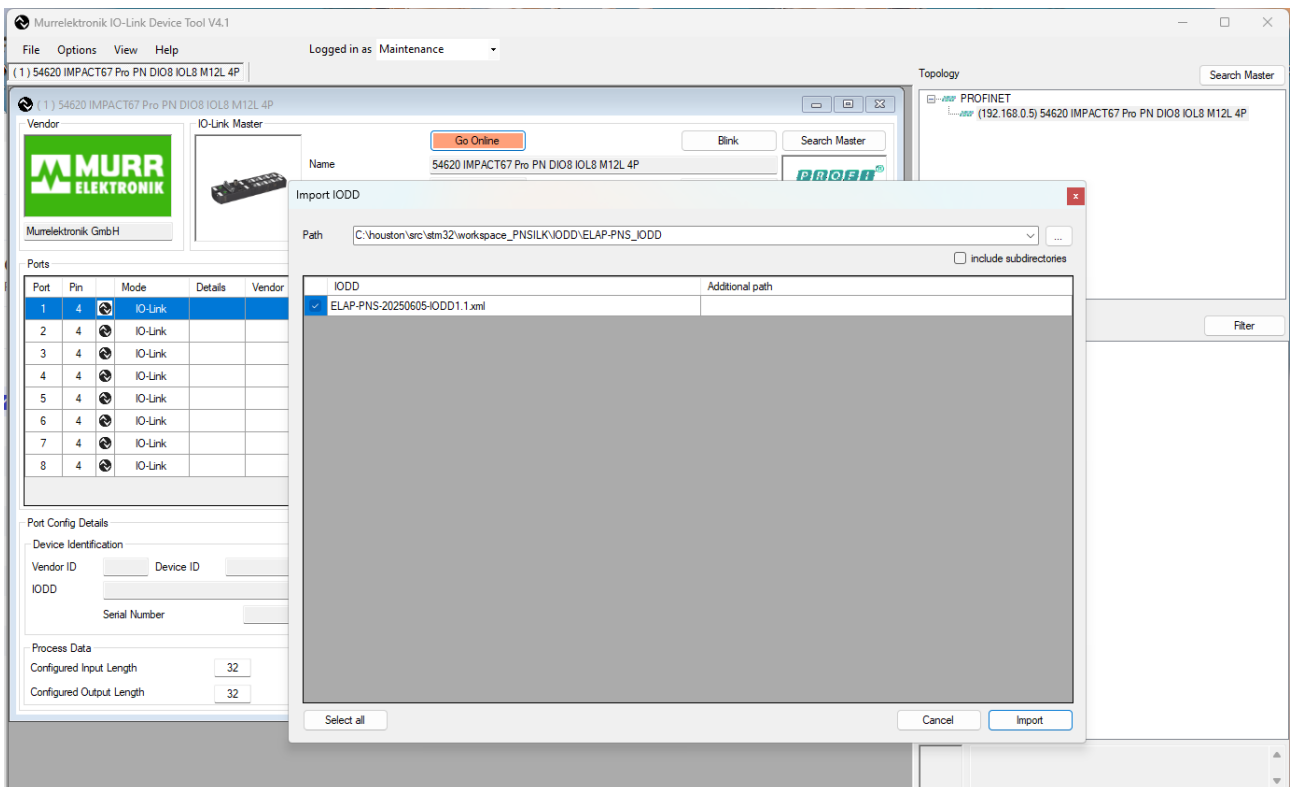 Murrelektronik IO-Link Device Tool V4.1
File Options View Help Logged in as Maintenance
(1) 54620 IMPACT67 Pro PN DIO8 IOL8 M12L 4P
Topology Search Master
PROFINET
(192.168.0.5) 54620 IMPACT67 Pro PN DIO8 IOL8 M12L 4P
(1) 54620 IMPACT67 Pro PN DIO8 IOL8 M12L 4P
Vendor IO-Link Master
Go Online Blink Search Master
Name 54620 IMPACT67 Pro PN DIO8 IOL8 M12L 4P
MURR
ELEKTRONIK
Murrelektronik GmbH
Import IODD
Path C:\houston\src\stm32\workspace_PNSILK\IODD\ELAP-PNS_IODD ...
include subdirectories
IODD Additional path
ELAP-PNS-20250605-IODD1.1.xml
Select all Cancel Import
Filter
Ports
Port Pin Mode Details Vendor
1 4 IO-Link
2 4 IO-Link
3 4 IO-Link
4 4 IO-Link
5 4 IO-Link
6 4 IO-Link
7 4 IO-Link
8 4 IO-Link
Port Config Details
Device Identification
Vendor ID Device ID
IODD
Serial Number
Process Data
Configured Input Length 32
Configured Output Length 32